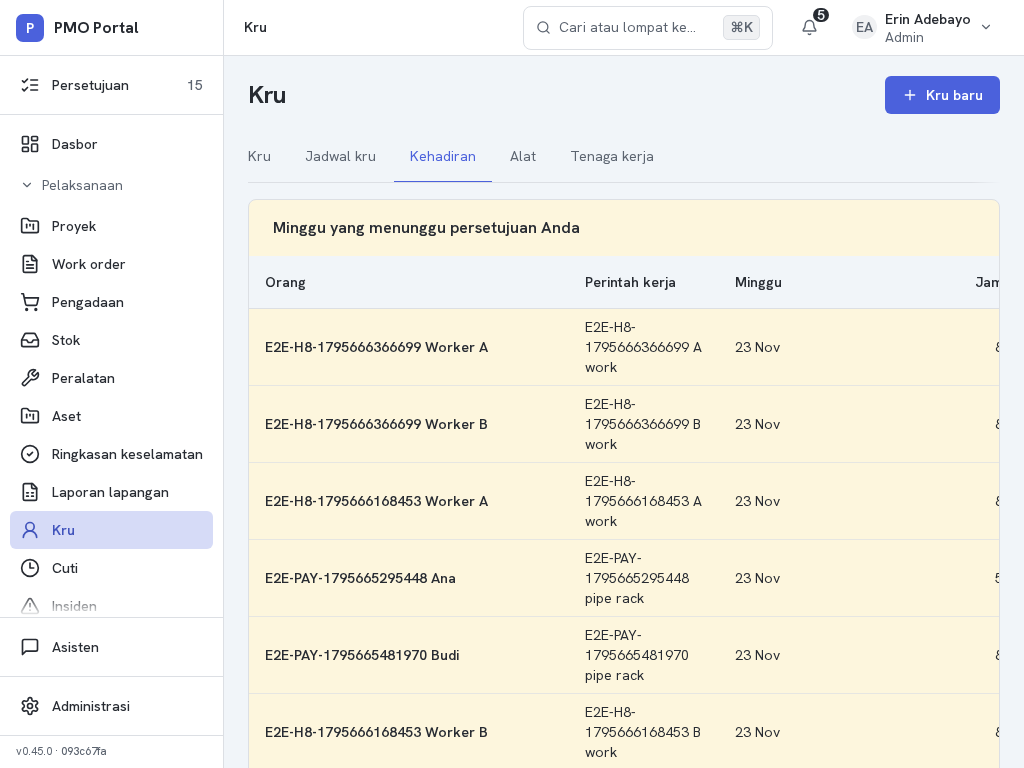 P PMO Portal
Kru
Cari atau lompat ke... ⌘K
5
EA
Erin Adebayo
Admin
Persetujuan 15
Dasbor
Pelaksanaan
Proyek
Work order
Pengadaan
Stok
Peralatan
Aset
Ringkasan keselamatan
Laporan lapangan
Kru
Cuti
Insiden
Asisten
Administrasi
v0.45.0 · 093c67fa
Kru
Kru baru
Kru Jadwal kru Kehadiran Alat Tenaga kerja
Minggu yang menunggu persetujuan Anda
Orang Perintah kerja Minggu Jam
E2E-H8-1795666366699 Worker A
E2E-H8-
1795666366699 A
work
23 Nov
E2E-H8-1795666366699 Worker B
E2E-H8-
1795666366699 B
work
23 Nov
E2E-H8-1795666168453 Worker A
E2E-H8-
1795666168453 A
work
23 Nov
E2E-PAY-1795665295448 Ana
E2E-PAY-
1795665295448
pipe rack
23 Nov
E2E-PAY-1795665481970 Budi
E2E-PAY-
1795665481970
pipe rack
23 Nov
E2E-H8-1795666168453 Worker B
E2E-H8-
1795666168453 B
work
23 Nov